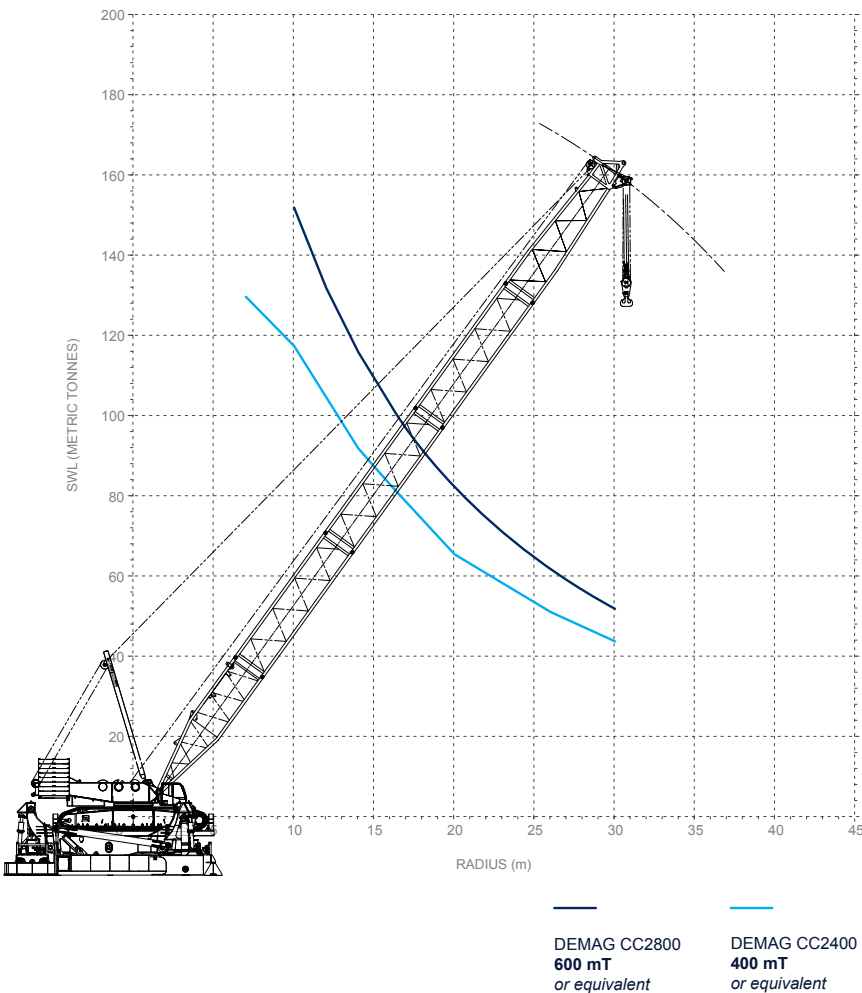 200
180
160
140
120
100
80
60
40
20
SWL (METRIC TONNES)
5
10
15
20
25
30
35
40
45
RADIUS (m)
DEMAG CC2800
600 mT
or equivalent
DEMAG CC2400
400 mT
or equivalent